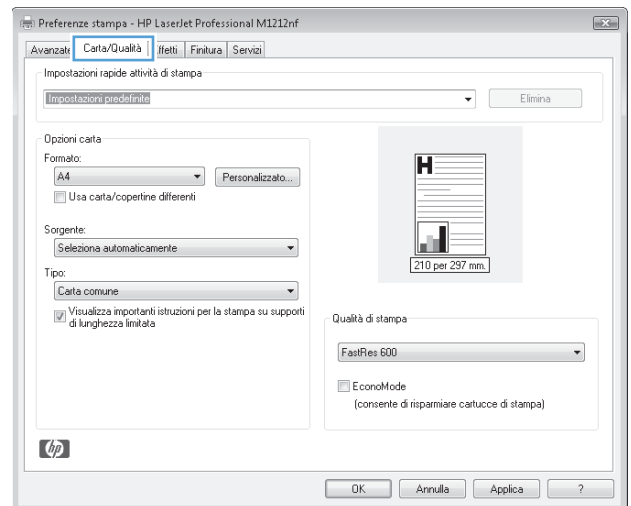 Preferenze stampa - HP LaserJet Professional M1212nf
Avanzate Carta/Qualità ffetti Finitura Servizi
Impostazioni rapide attività di stampa
Impostazioni predefinite Elimina
Opzioni carta
Formato:
A4 Personalizzato...
Usa carta/copertine differenti
Sorgente:
Seleziona automaticamente
Tipo:
Carta comune
Visualizza importanti istruzioni per la stampa su supporti
di lunghezza limitata
H
210 per 297 mm.
Qualità di stampa
FastRes 600
EconoMode
(consente di risparmiare cartucce di stampa)
hp
OK Annulla Applica ?